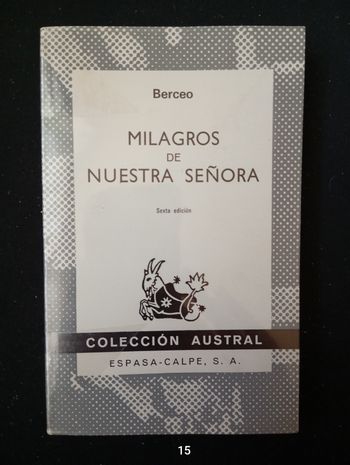 Berceo
MILAGROS
DE
NUESTRA SEÑORA
Sexta edición
COLECCIÓN AUSTRAL
ESPASA-CALPE, S. A.
15